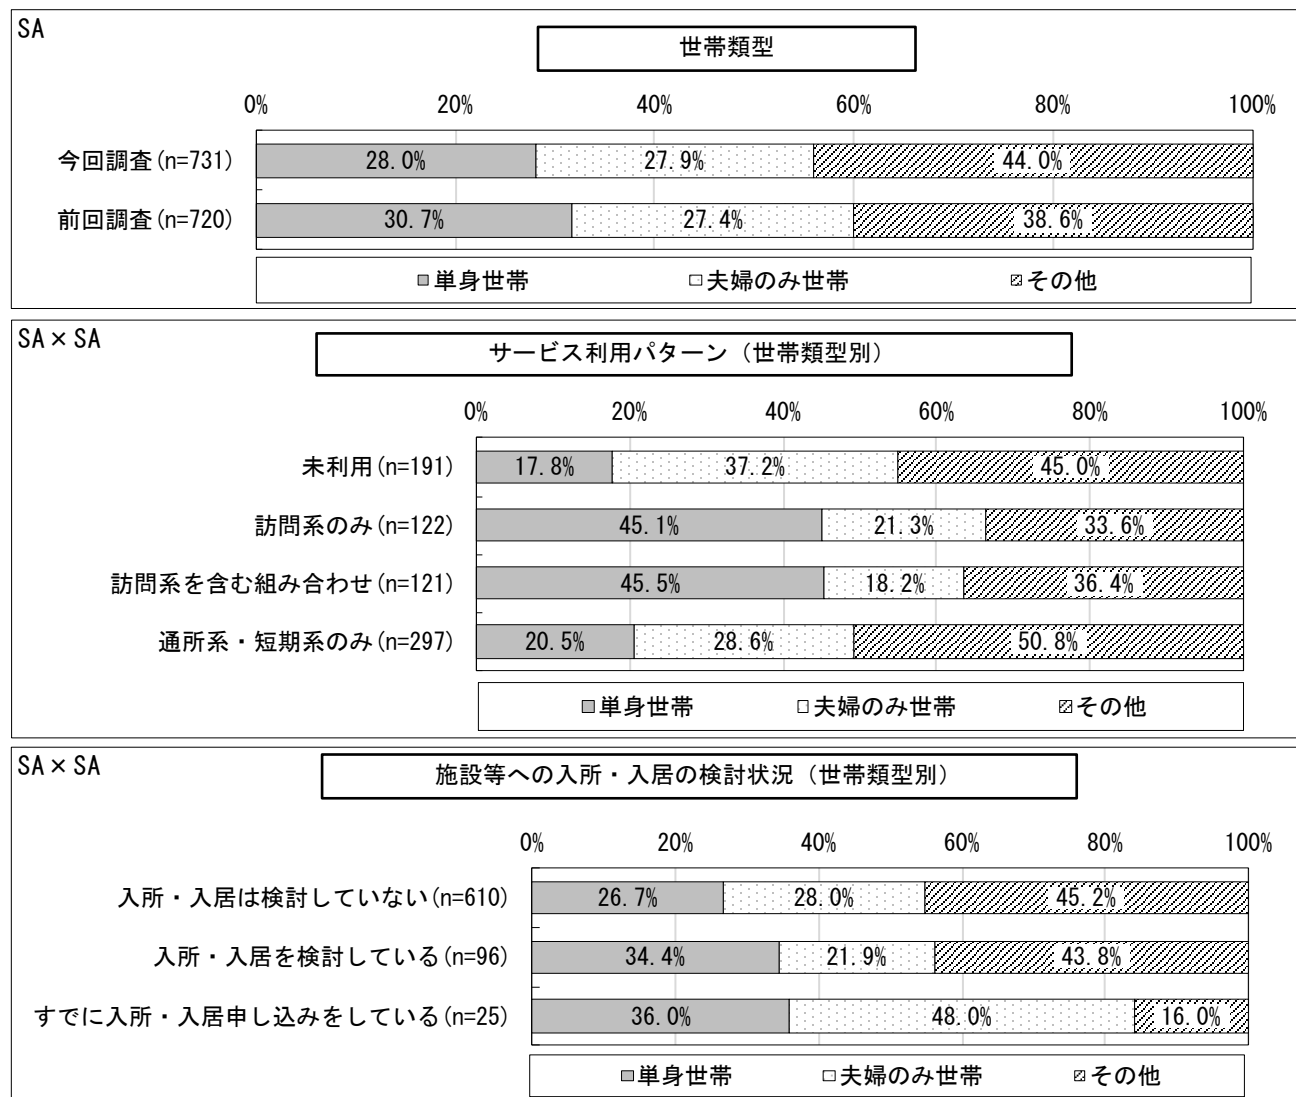 SA
世帯類型
0% 20% 40% 60% 80% 100%
今回調査(n=731) 28.0% 27.9% 44.0%
前回調査(n=720) 30.7% 27.4% 38.6%
単身世帯 夫婦のみ世帯 その他
SA×SA
サービス利用パターン（世帯類型別）
0% 20% 40% 60% 80% 100%
未利用(n=191) 17.8% 37.2% 45.0%
訪問系のみ(n=122) 45.1% 21.3% 33.6%
訪問系を含む組み合わせ(n=121) 45.5% 18.2% 36.4%
通所系・短期系のみ(n=297) 20.5% 28.6% 50.8%
単身世帯 夫婦のみ世帯 その他
SA×SA
施設等への入所・入居の検討状況（世帯類型別）
0% 20% 40% 60% 80% 100%
入所・入居は検討していない(n=610) 26.7% 28.0% 45.2%
入所・入居を検討している(n=96) 34.4% 21.9% 43.8%
すでに入所・入居申し込みをしている(n=25) 36.0% 48.0% 16.0%
単身世帯 夫婦のみ世帯 その他